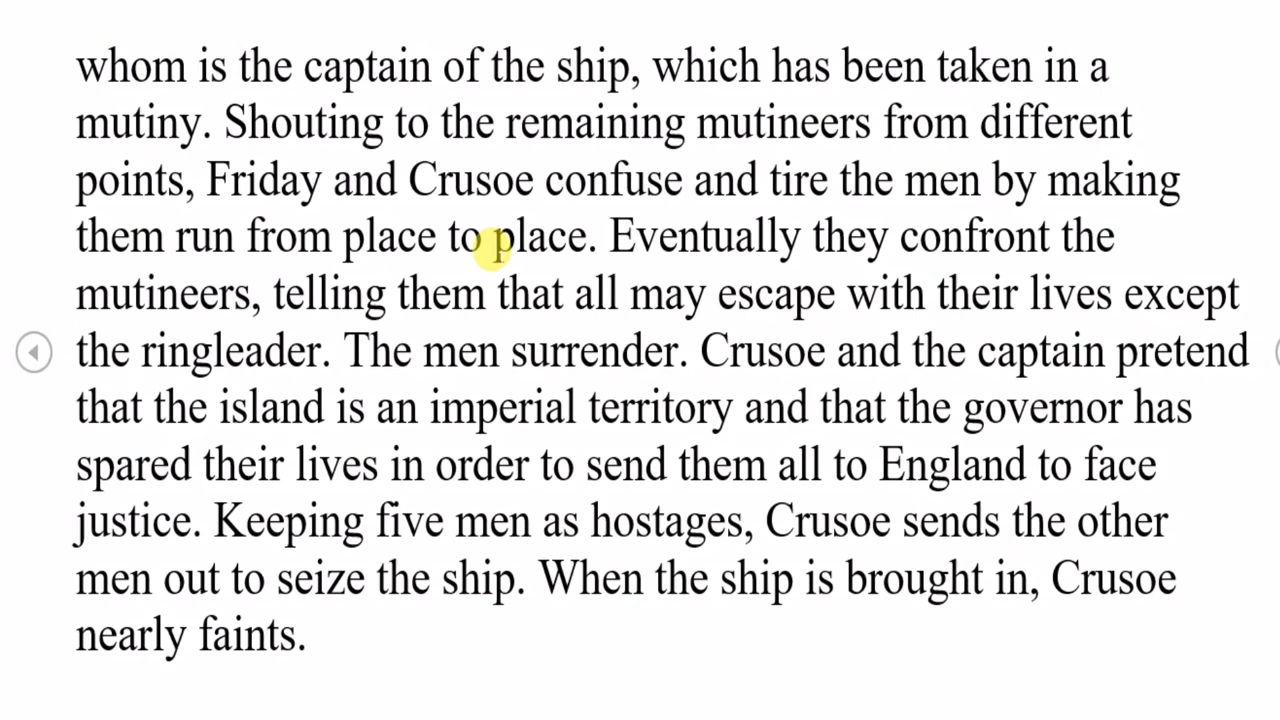 whom is the captain of the ship, which has been taken in a
mutiny. Shouting to the remaining mutineers from different
points, Friday and Crusoe confuse and tire the men by making
them run from place to place. Eventually they confront the
mutineers, telling them that all may escape with their lives except
the ringleader. The men surrender. Crusoe and the captain pretend
that the island is an imperial territory and that the governor has
spared their lives in order to send them all to England to face
justice. Keeping five men as hostages, Crusoe sends the other
men out to seize the ship. When the ship is brought in, Crusoe
nearly faints.